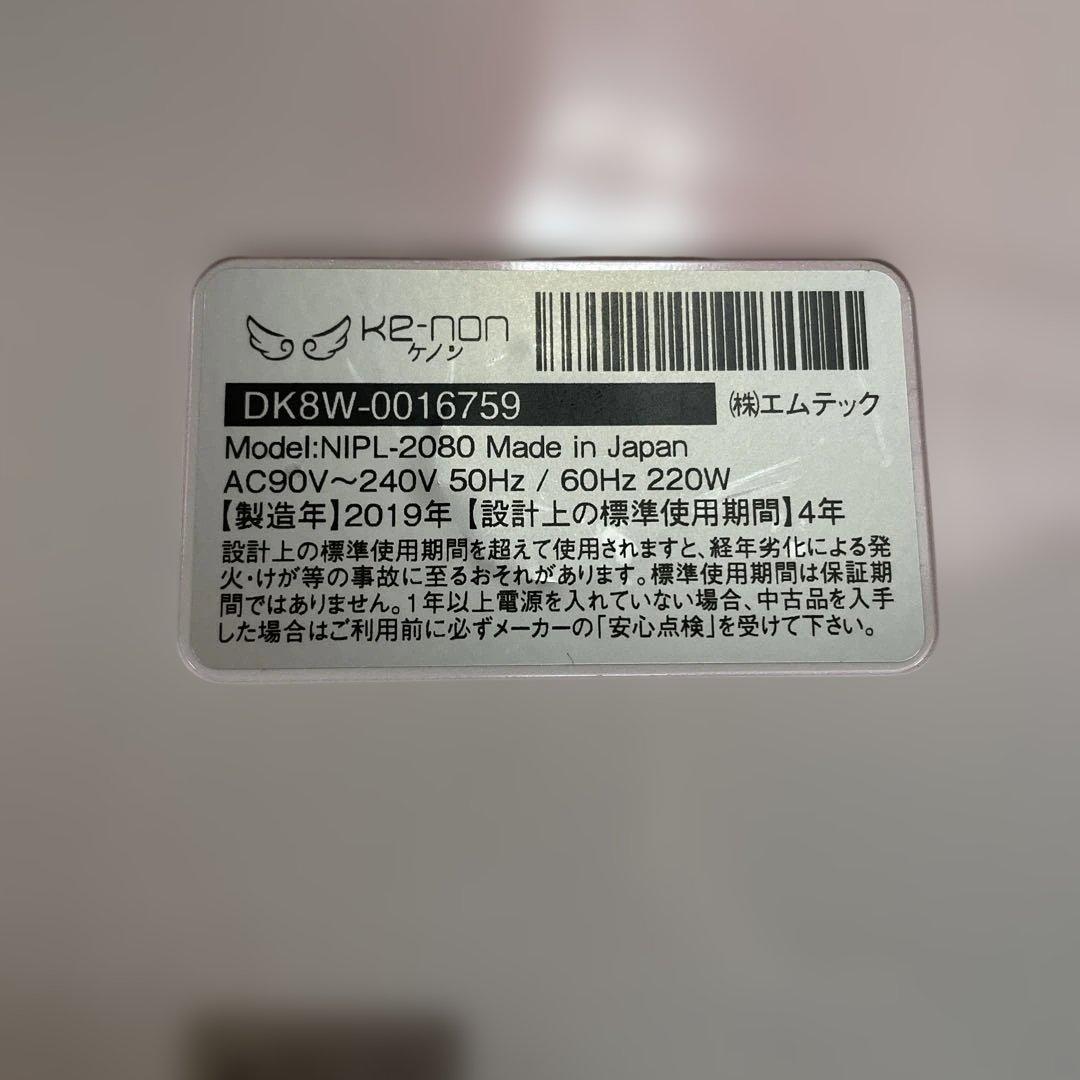 Ke-non
ケノン
DK8W-0016759
㈱エムテック
Model:NIPL-2080 Made in Japan
AC90V～240V 50Hz / 60Hz 220W
【製造年】2019年【設計上の標準使用期間】4年
設計上の標準使用期間を超えて使用されますと、経年劣化による発
火・けが等の事故に至るおそれがあります。標準使用期間は保証期
間ではありません。1年以上電源を入れていない場合、中古品を入手
した場合はご利用前に必ずメーカーの「安心点検」を受けて下さい。